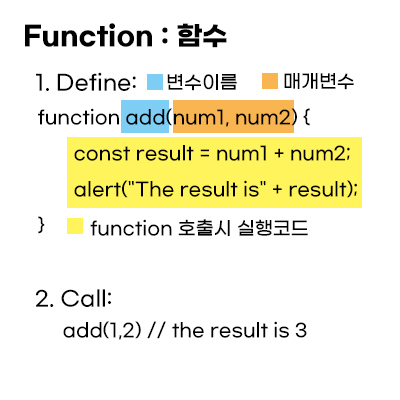 Function : 함수
1. Define: 변수이름 매개변수
function add(num1, num2) {
const result = num1 + num2;
alert("The result is" + result);
} function 호출시 실행코드
2. Call:
add(1,2) // the result is 3